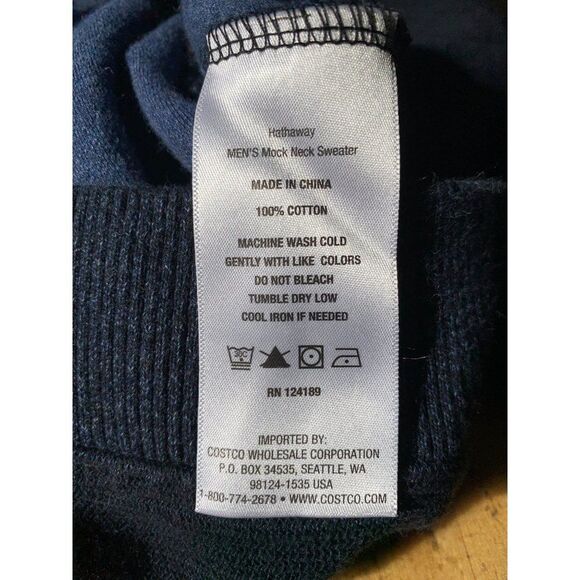 Hathaway
MEN'S Mock Neck Sweater
MADE IN CHINA
100% COTTON
MACHINE WASH COLD
GENTLY WITH LIKE COLORS
DO NOT BLEACH
TUMBLE DRY LOW
COOL IRON IF NEEDED
30C
RN 124189
IMPORTED BY:
COSTCO WHOLESALE CORPORATION
P.O. BOX 34535, SEATTLE, WA
98124-1535 USA
1-800-774-2678 • WWW.COSTCO.COM